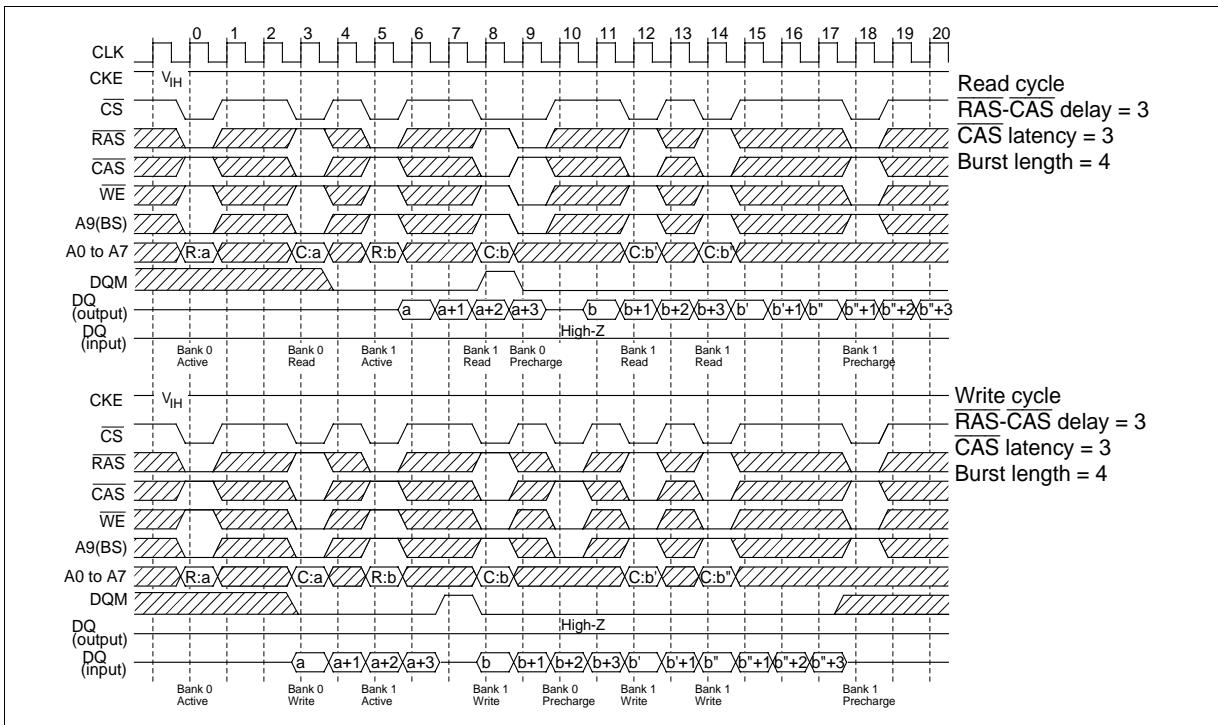 0 1 2 3 4 5 6 7 8 9 10 11 12 13 14 15 16 17 18 19 20
CLK
CKE VIH
CS
RAS
CAS
WE
A9(BS)
A0 to A7 R:a C:a R:b C:b C:b' C:b"
DQM
DQ (output) a a+1 a+2 a+3 b b+1 b+2 b+3 b' b'+1 b" b"+1 b"+2 b"+3
DQ (input) High-Z
Bank 0 Active
Bank 0 Read
Bank 1 Active
Bank 1 Read
Bank 0 Precharge
Bank 1 Read
Bank 1 Read
Bank 1 Precharge
Read cycle
RAS-CAS delay = 3
CAS latency = 3
Burst length = 4
CKE VIH
CS
RAS
CAS
WE
A9(BS)
A0 to A7 R:a C:a R:b C:b C:b' C:b"
DQM
DQ (output) High-Z
DQ (input) a a+1 a+2 a+3 b b+1 b+2 b+3 b' b'+1 b" b"+1 b"+2 b"+3
Bank 0 Active
Bank 0 Write
Bank 1 Active
Bank 1 Write
Bank 0 Precharge
Bank 1 Write
Bank 1 Write
Bank 1 Precharge
Write cycle
RAS-CAS delay = 3
CAS latency = 3
Burst length = 4